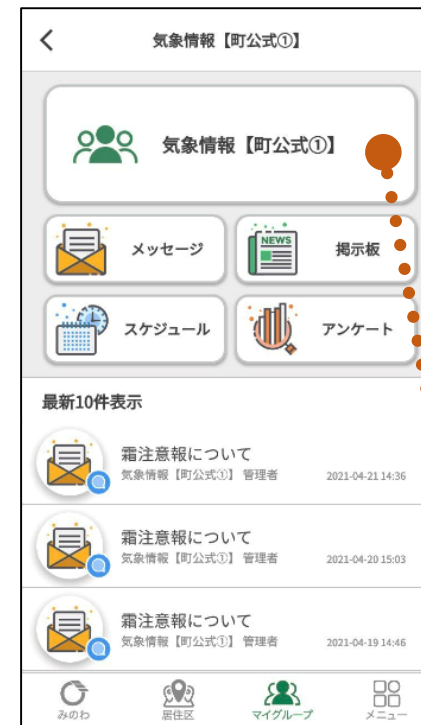 気象情報【町公式①】
気象情報【町公式①】
メッセージ
NEWS
掲示板
スケジュール
アンケート
最新10件表示
霜注意報について
気象情報【町公式①】 管理者 2021-04-21 14:36
霜注意報について
気象情報【町公式①】 管理者 2021-04-20 15:03
霜注意報について
気象情報【町公式①】 管理者 2021-04-19 14:46
みのわ 居住区 マイグループ メニュー